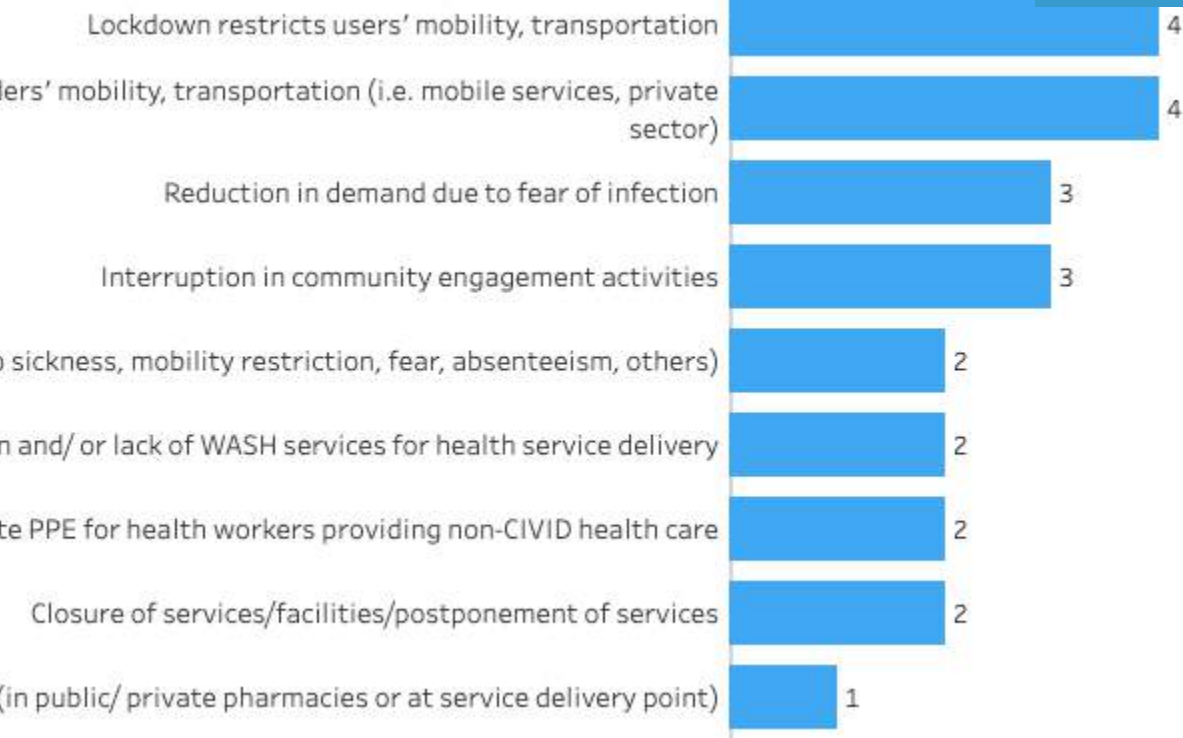 Lockdown restricts users’ mobility, transportation
4
mobility, transportation (i.e. mobile services, private
sector)
4
Reduction in demand due to fear of infection
3
Interruption in community engagement activities
3
sickness, mobility restriction, fear, absenteeism, others)
2
and/ or lack of WASH services for health service delivery
2
PPE for health workers providing non-CIVID health care
2
Closure of services/facilities/postponement of services
2
(in public/ private pharmacies or at service delivery point)
1